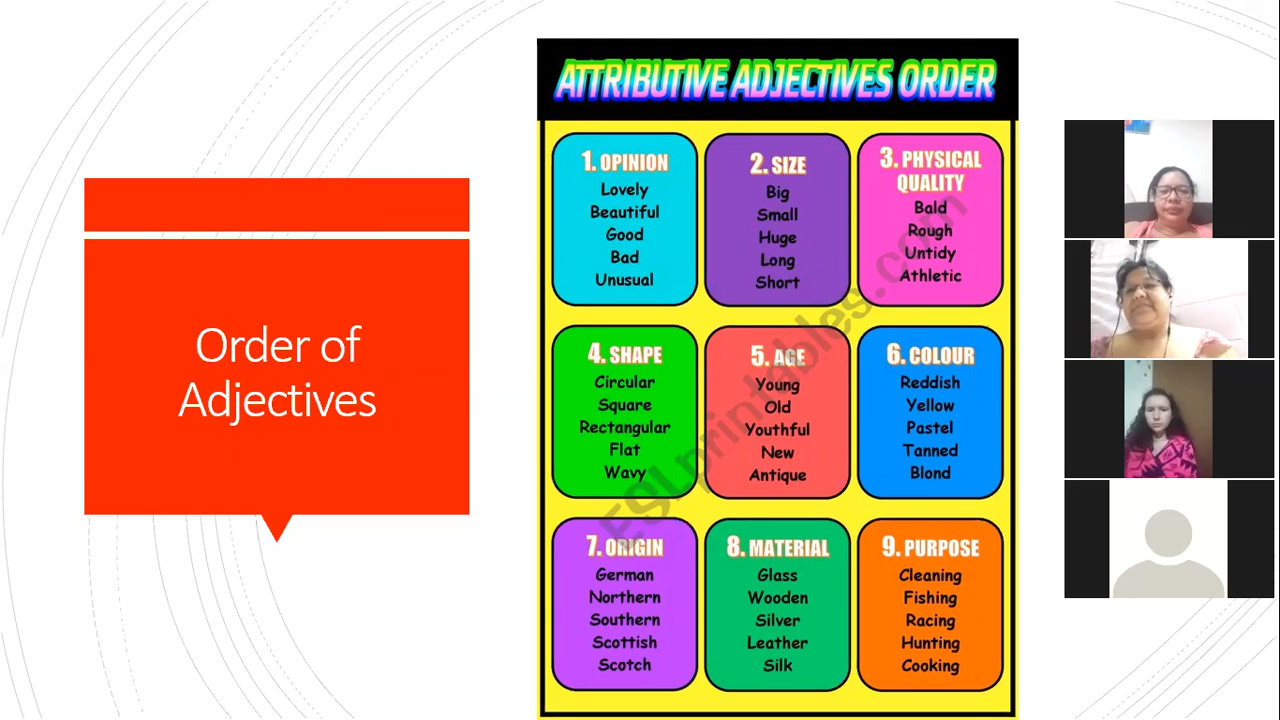 Order of
Adjectives
ATTRIBUTIVE ADJECTIVES ORDER
1. OPINION
Lovely
Beautiful
Good
Bad
Unusual
2. SIZE
Big
Small
Huge
Long
Short
3. PHYSICAL
QUALITY
Bald
Rough
Untidy
Athletic
4. SHAPE
Circular
Square
Rectangular
Flat
Wavy
5. AGE
Young
Old
Youthful
New
Antique
6. COLOUR
Reddish
Yellow
Pastel
Tanned
Blond
7. ORIGIN
German
Northern
Southern
Scottish
Scotch
8. MATERIAL
Glass
Wooden
Silver
Leather
Silk
9. PURPOSE
Cleaning
Fishing
Racing
Hunting
Cooking
ESLprintables.com